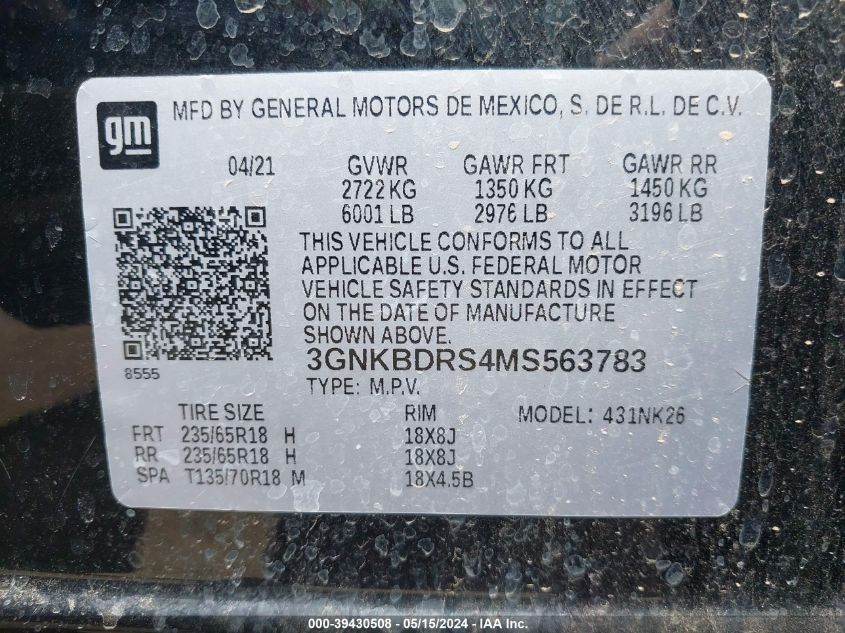 gm
MFD BY GENERAL MOTORS DE MEXICO, S. DE R.L. DE C.V.
04/21 GVWR GAWR FRT GAWR RR
2722 KG 1350 KG 1450 KG
6001 LB 2976 LB 3196 LB
THIS VEHICLE CONFORMS TO ALL
APPLICABLE U.S. FEDERAL MOTOR
VEHICLE SAFETY STANDARDS IN EFFECT
ON THE DATE OF MANUFACTURE
SHOWN ABOVE.
8555
3GNKBDRS4MS563783
TYPE: M.P.V.
TIRE SIZE RIM MODEL: 431NK26
FRT 235/65R18 H 18X8J
RR 235/65R18 H 18X8J
SPA T135/70R18 M 18X4.5B
000-39430508 - 05/15/2024 - IAA Inc.